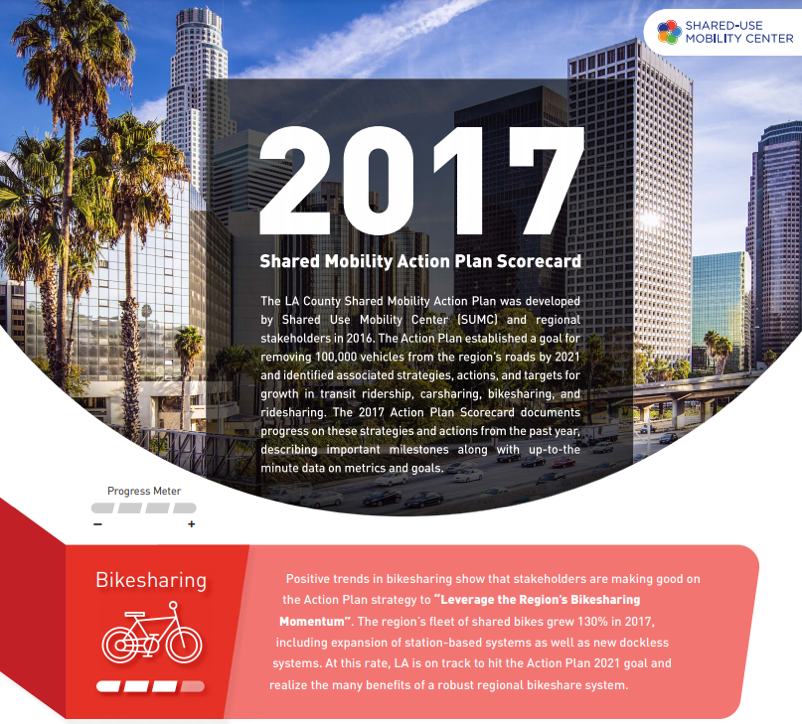 SHARED-USE
MOBILITY CENTER
2017
Shared Mobility Action Plan Scorecard
The LA County Shared Mobility Action Plan was developed
by Shared Use Mobility Center (SUMC) and regional
stakeholders in 2016. The Action Plan established a goal for
removing 100,000 vehicles from the region's roads by 2021
and identified associated strategies, actions, and targets for
growth in transit ridership, carsharing, bikesharing, and
ridesharing. The 2017 Action Plan Scorecard documents
progress on these strategies and actions from the past year,
describing important milestones along with up-to-the
minute data on metrics and goals.
Progress Meter
– +
Bikesharing
Positive trends in bikesharing show that stakeholders are making good on
the Action Plan strategy to “Leverage the Region's Bikesharing
Momentum”. The region's fleet of shared bikes grew 130% in 2017,
including expansion of station-based systems as well as new dockless
systems. At this rate, LA is on track to hit the Action Plan 2021 goal and
realize the many benefits of a robust regional bikeshare system.